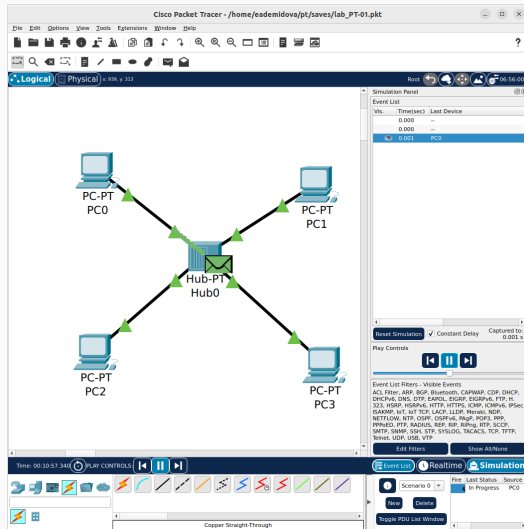 Cisco Packet Tracer - /home/eademidova/pt/saves/lab_PT-01.pkt
File Edit Options View Tools Extensions Window Help
?
Logical Physical x: 939, y: 313 Root 06:56:00
Simulation Panel
Event List
Vis. Time(sec) Last Device
0.000 --
0.000 --
0.001 PC0
PC-PT
PC0
PC-PT
PC1
Hub-PT
Hub0
PC-PT
PC2
PC-PT
PC3
Reset Simulation Constant Delay Captured to:
0.001 s
Play Controls
Event List Filters - Visible Events
ACL Filter, ARP, BGP, Bluetooth, CAPWAP, CDP, DHCP,
DHCPv6, DNS, DTP, EAPOL, EIGRP, EIGRPv6, FTP, H.
323, HSRP, HSRPv6, HTTP, HTTPS, ICMP, ICMPv6, IPSec,
ISAKMP, IoT, IoT TCP, LACP, LLDP, Meraki, NDP,
NETFLOW, NTP, OSPF, OSPFv6, PAgP, POP3, PPP,
PPPoED, PTP, RADIUS, REP, RIP, RIPng, RTP, SCCP,
SMTP, SNMP, SSH, STP, SYSLOG, TACACS, TCP, TFTP,
Telnet, UDP, USB, VTP
Edit Filters Show All/None
Time: 00:10:57.340 PLAY CONTROLS Event List Realtime Simulation
Scenario 0 Fire Last Status Source
In Progress PC0
New Delete
Toggle PDU List Window
Copper Straight-Through